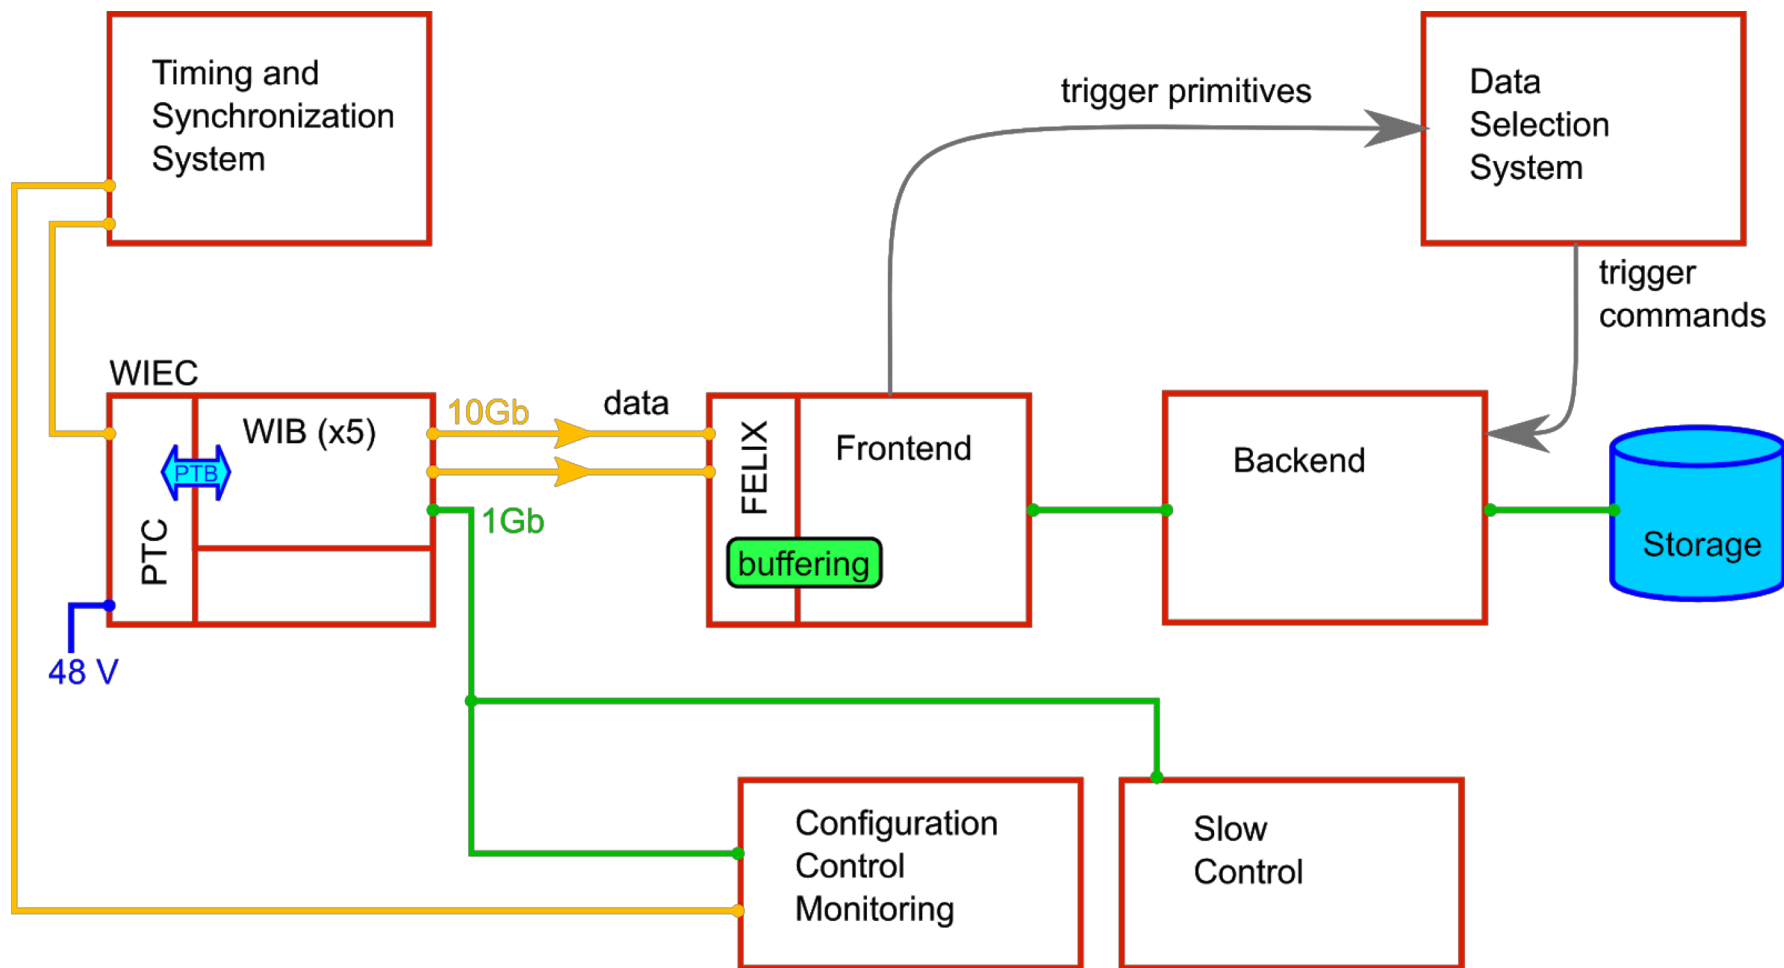 Timing and
Synchronization
System
trigger primitives
Data
Selection
System
trigger
commands
WIEC
WIB (x5)
PTB
PTC
48 V
10Gb
data
1Gb
FELIX
Frontend
buffering
Backend
Storage
Configuration
Control
Monitoring
Slow
Control